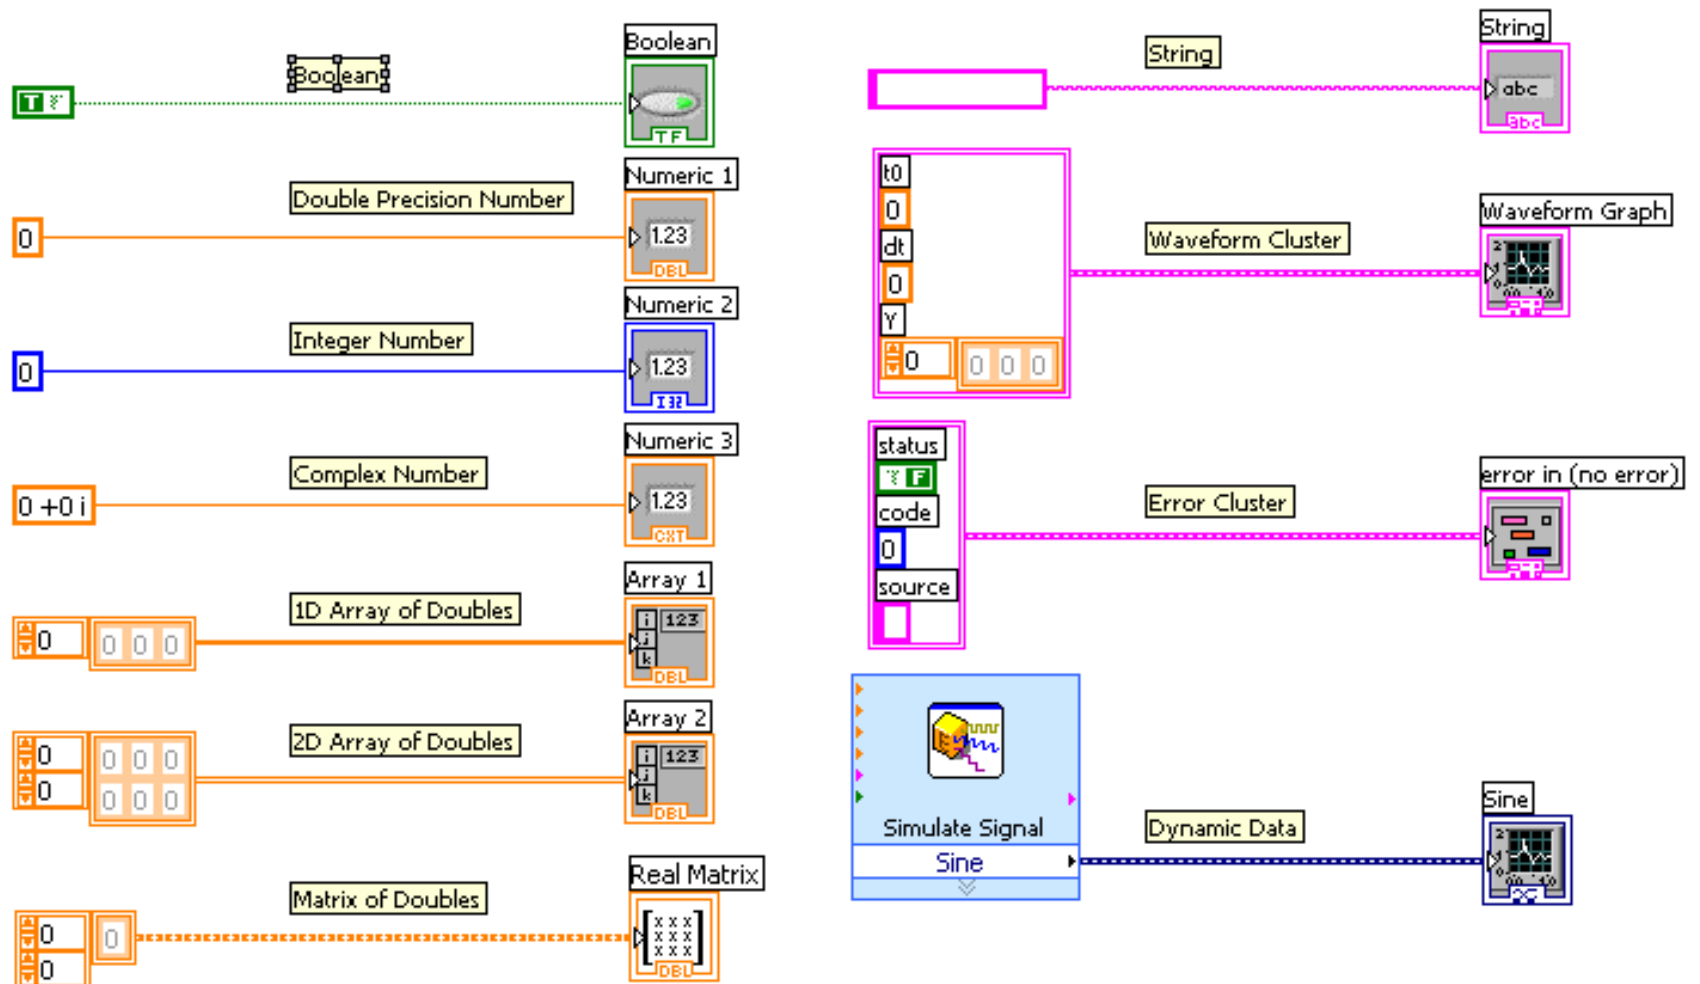 Boolean
Boolean
T
TF
Double Precision Number
Numeric 1
0
1.23
DBL
Integer Number
Numeric 2
0
1.23
I32
Complex Number
Numeric 3
0 +0 i
1.23
CXT
1D Array of Doubles
Array 1
0
0 0 0
i
j
k
123
DBL
2D Array of Doubles
Array 2
0
0
0 0 0
0 0 0
i
j
k
123
DBL
Matrix of Doubles
Real Matrix
0
0
0
x x x
x x x
x x x
DBL
String
String
abc
abc
t0
0
dt
0
Y
0
0 0 0
Waveform Cluster
Waveform Graph
status
F
code
0
source
Error Cluster
error in (no error)
Simulate Signal
Sine
Dynamic Data
Sine